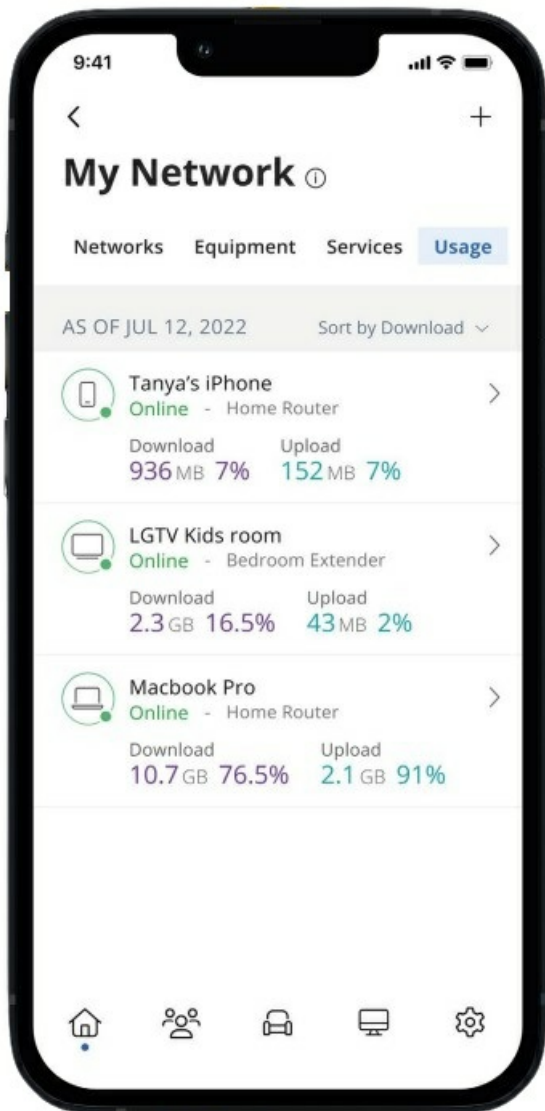 9:41
My Network
Networks Equipment Services Usage
AS OF JUL 12, 2022 Sort by Download
Tanya's iPhone
Online - Home Router
Download Upload
936 MB 7% 152 MB 7%
LGTV Kids room
Online - Bedroom Extender
Download Upload
2.3 GB 16.5% 43 MB 2%
Macbook Pro
Online - Home Router
Download Upload
10.7 GB 76.5% 2.1 GB 91%